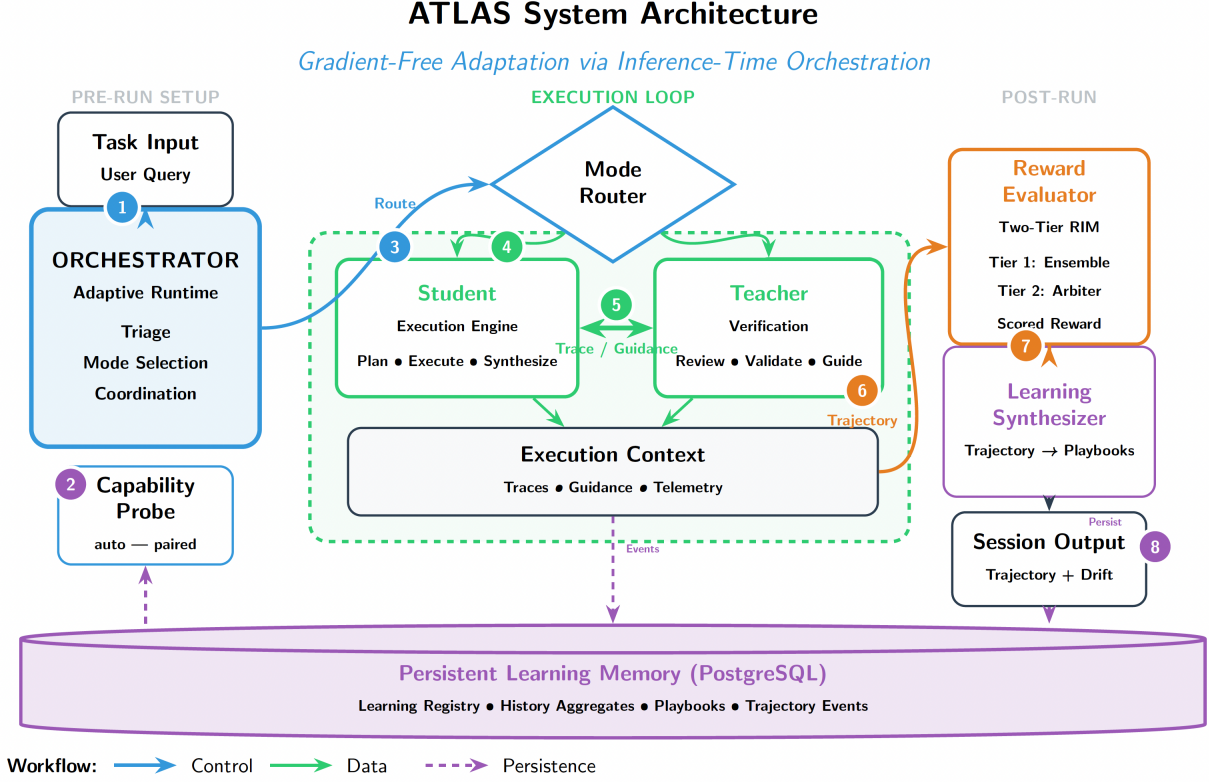 ATLAS System Architecture
Gradient-Free Adaptation via Inference-Time Orchestration
PRE-RUN SETUP
Task Input
User Query
1
ORCHESTRATOR
Adaptive Runtime
Triage
Mode Selection
Coordination
2
Capability
Probe
auto — paired
EXECUTION LOOP
Mode
Router
Route
3
4
Student
Execution Engine
Plan ● Execute ● Synthesize
5
Trace / Guidance
Teacher
Verification
Review ● Validate ● Guide
6
Trajectory
Execution Context
Traces ● Guidance ● Telemetry
Events
POST-RUN
Reward
Evaluator
Two-Tier RIM
Tier 1: Ensemble
Tier 2: Arbiter
Scored Reward
7
Learning
Synthesizer
Trajectory → Playbooks
Persist
Session Output
8
Trajectory + Drift
Persistent Learning Memory (PostgreSQL)
Learning Registry ● History Aggregates ● Playbooks ● Trajectory Events
Workflow: Control Data Persistence